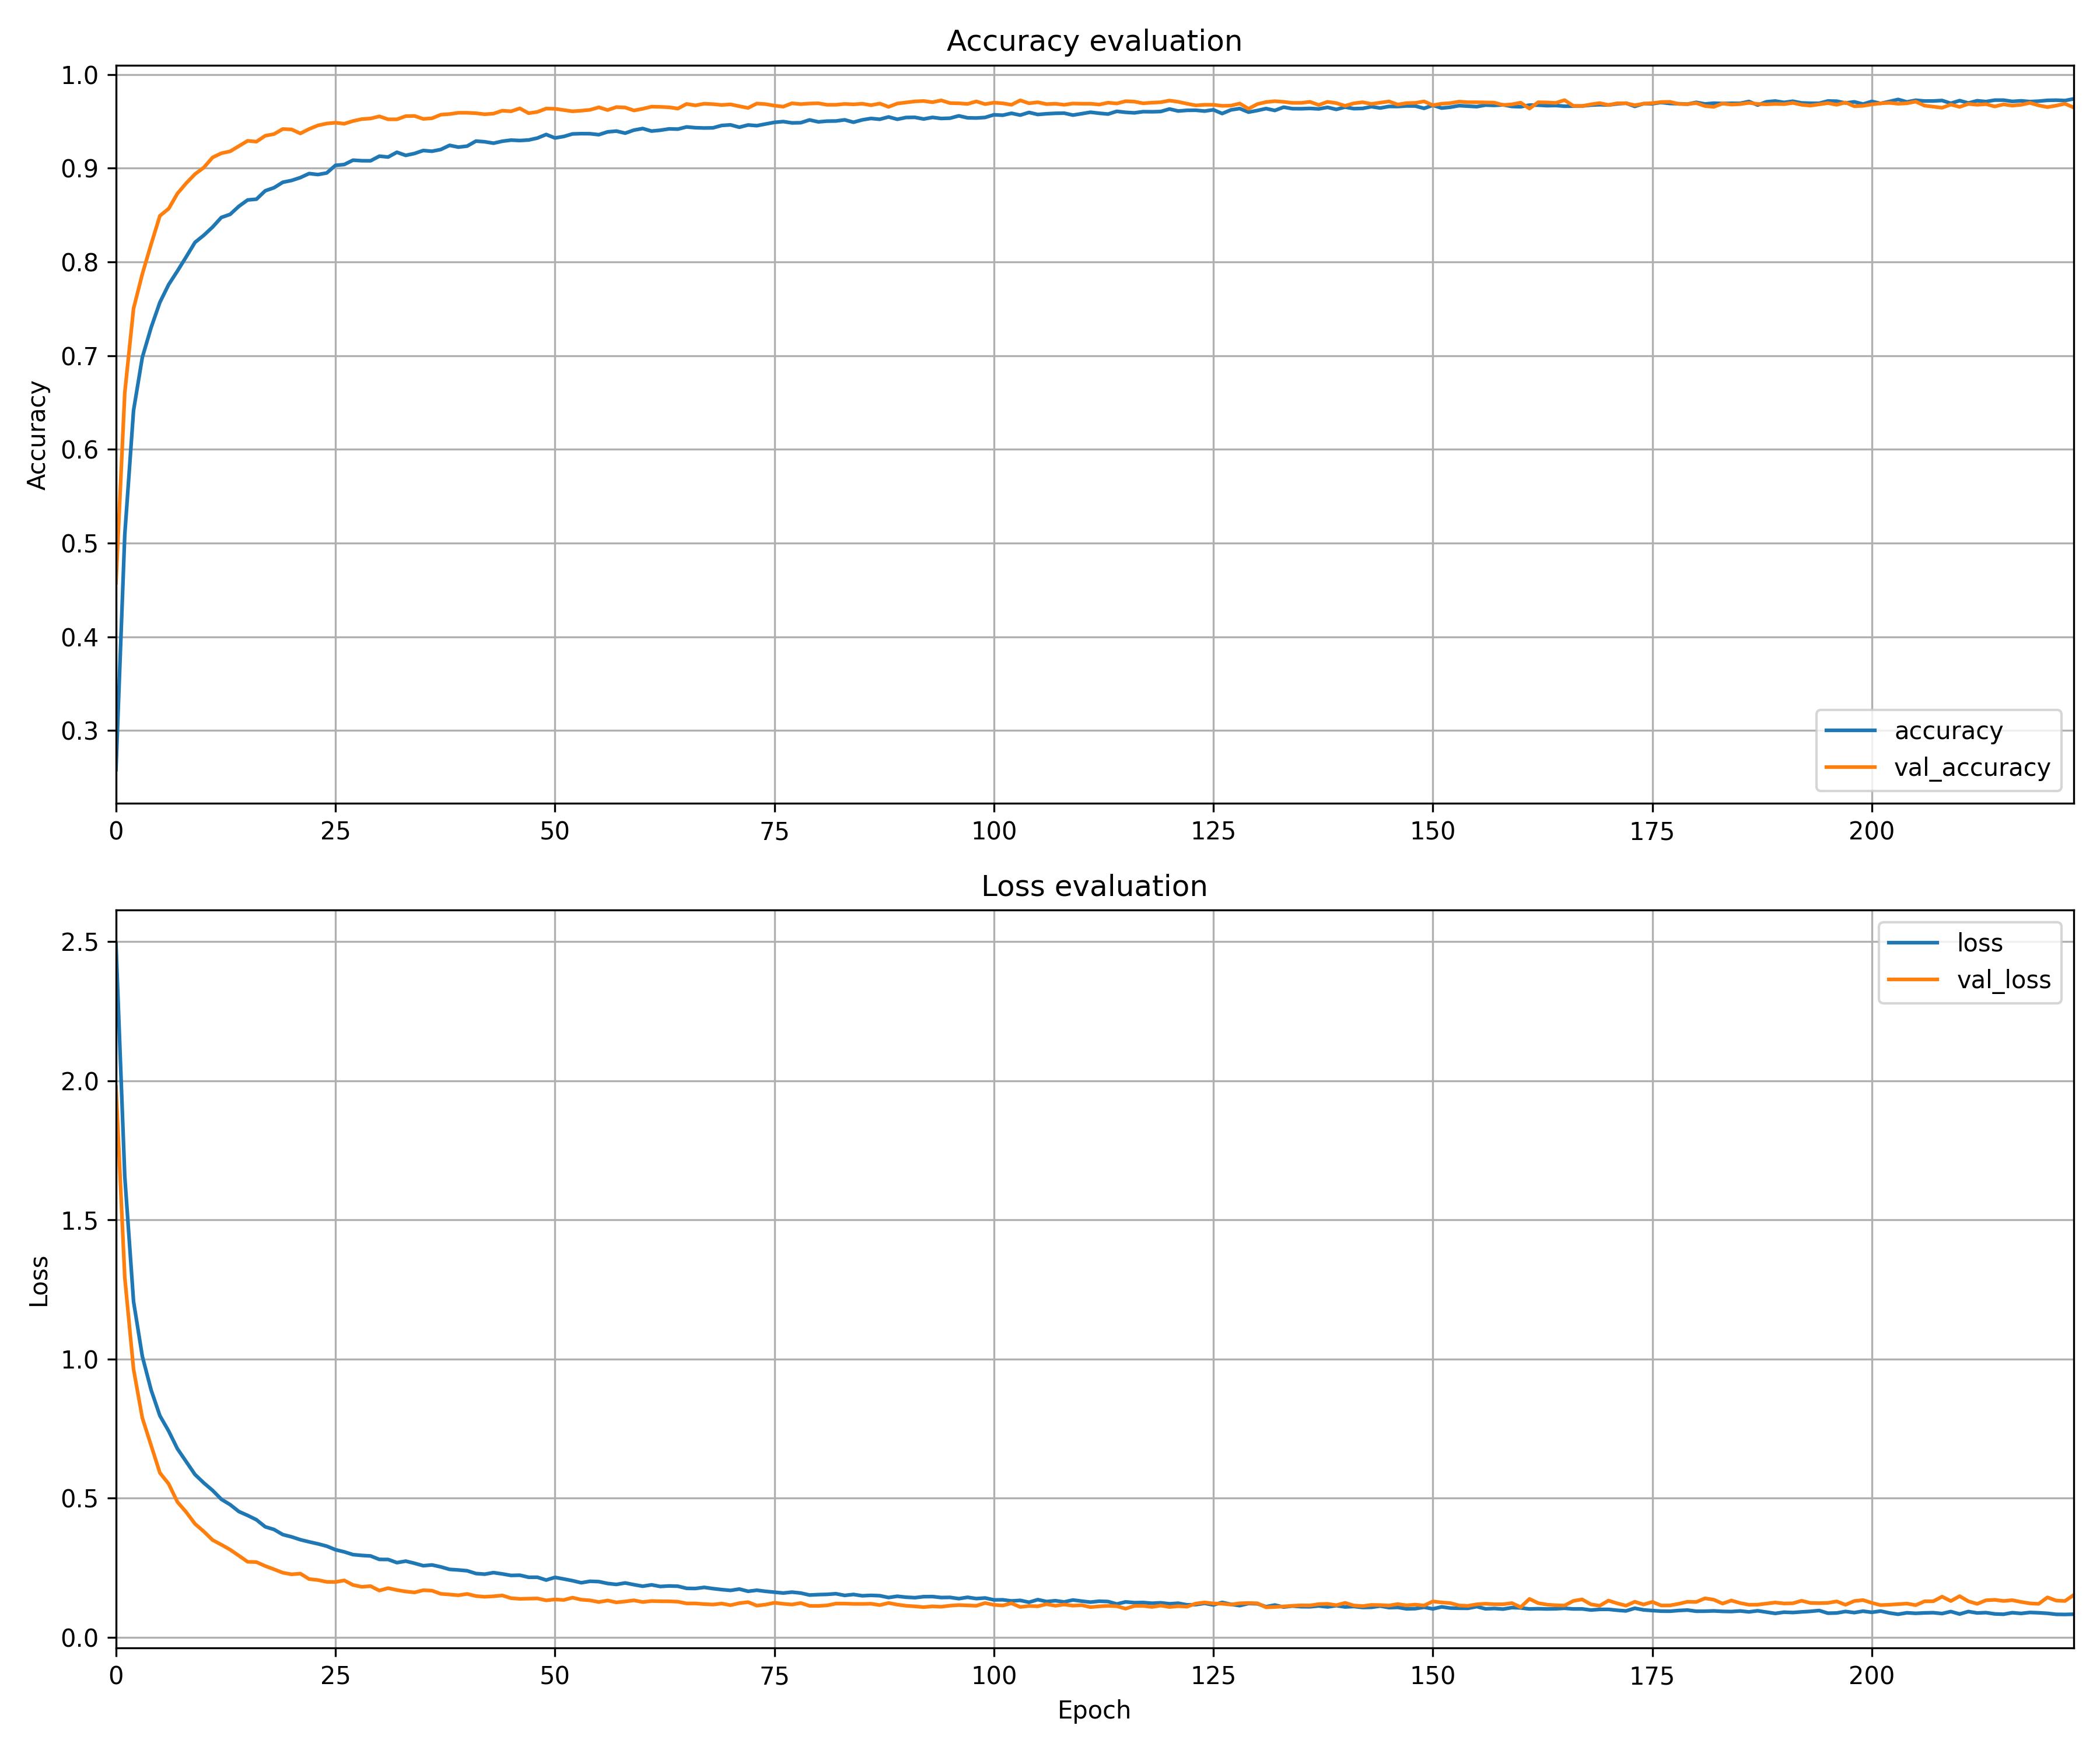 Accuracy evaluation
1.0
0.9
0.8
0.7
0.6
0.5
0.4
0.3
Accuracy
accuracy
val_accuracy
0 25 50 75 100 125 150 175 200
Loss evaluation
2.5
2.0
1.5
1.0
0.5
0.0
Loss
loss
val_loss
0 25 50 75 100 125 150 175 200
Epoch